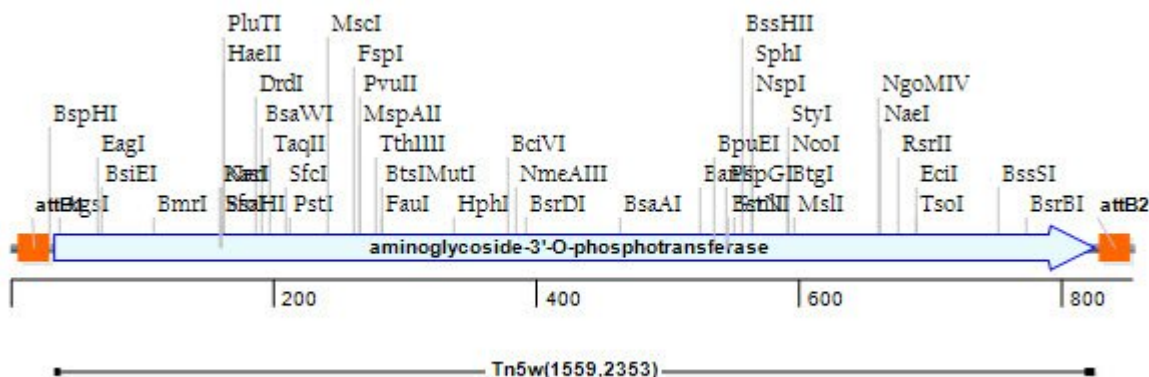 PluTI MscI BssHII
HaeII FspI SphI
DrdI PvuII NspI NgoMIV
BspHI BsaWI MspA1I StyI NaeI
EagI TaqII Tth111I BciVI BpuEI NcoI RsrII
BsiEI SfcI BtsIMutI NmeAIII PspGI BtgI EciI BssSI
BmrI PstI FauI HphI BsrDI BsaAI MslI TsoI BsrBI attB2
aminoglycoside-3'-O-phosphotransferase
200 400 600 800
Tn5w(1559,2353)